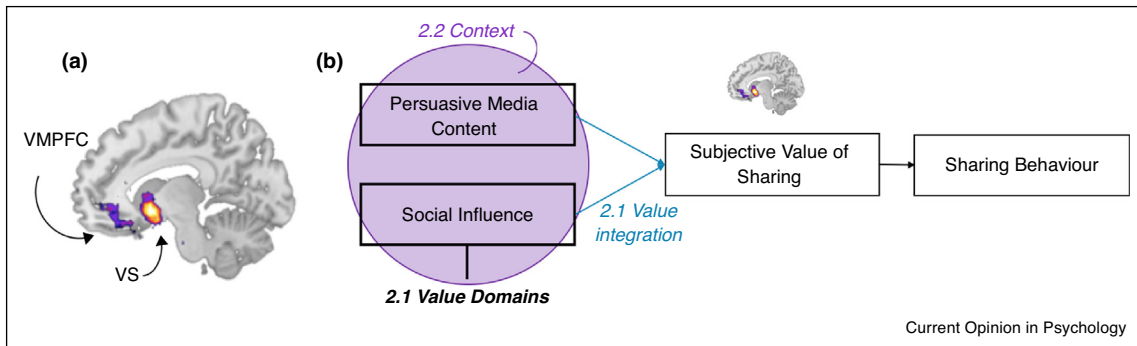 (a)
VMPFC
VS
(b)
2.2 Context
Persuasive Media
Content
Social Influence
2.1 Value Domains
2.1 Value
integration
Subjective Value of
Sharing
Sharing Behaviour
Current Opinion in Psychology